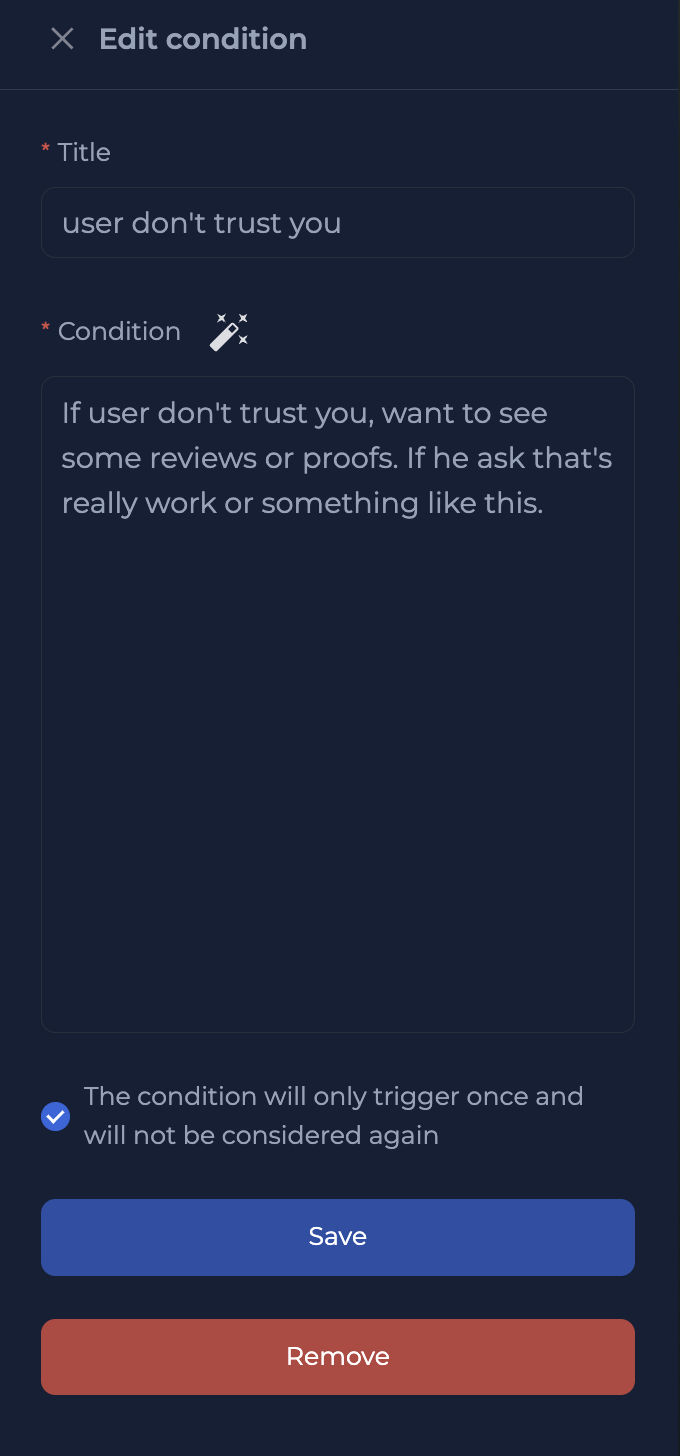 Edit condition
* Title
user don't trust you
* Condition
If user don't trust you, want to see
some reviews or proofs. If he ask that's
really work or something like this.
The condition will only trigger once and
will not be considered again
Save
Remove